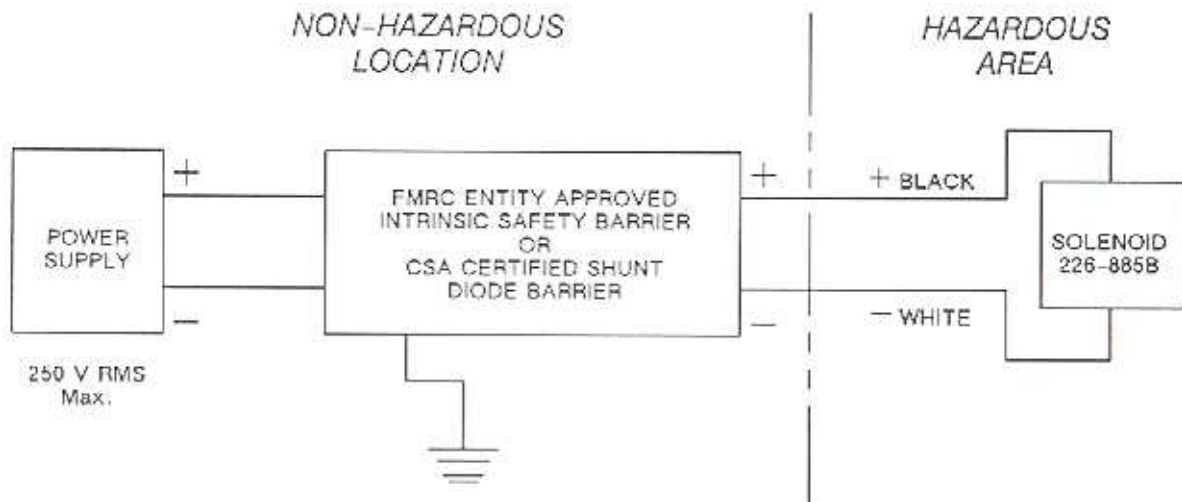 NON-HAZARDOUS
LOCATION
HAZARDOUS
AREA
POWER
SUPPLY
+
−
250 V RMS
Max.
FMRC ENTITY APPROVED
INTRINSIC SAFETY BARRIER
OR
CSA CERTIFIED SHUNT
DIODE BARRIER
+
−
+ BLACK
− WHITE
SOLENOID
226-885B